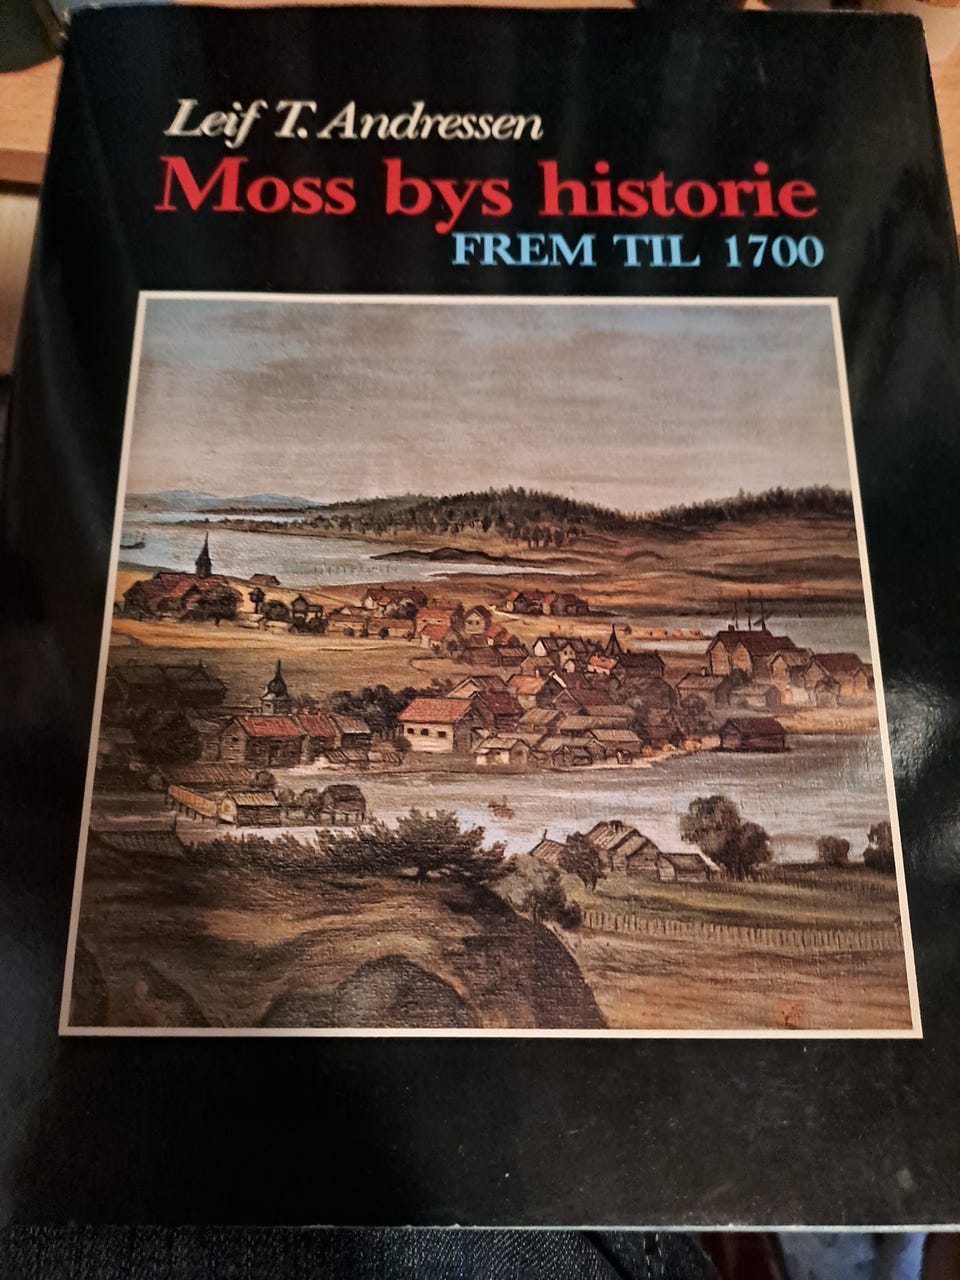 Leif T. Andressen
Moss bys historie
FREM TIL 1700